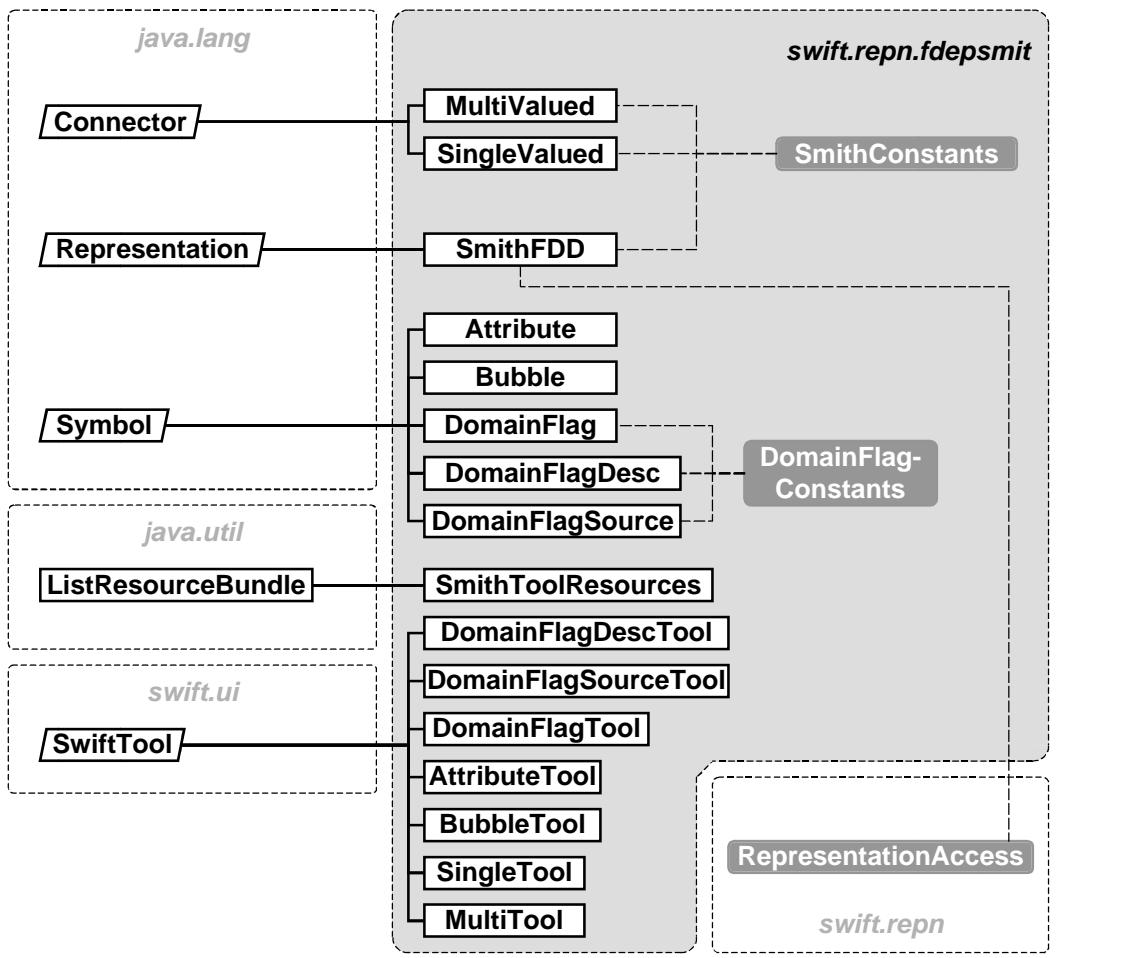 java.lang
swift.repn.fdepsmit
Connector
MultiValued
SingleValued
SmithConstants
Representation
SmithFDD
Attribute
Bubble
Symbol
DomainFlag
DomainFlagDesc
DomainFlagSource
DomainFlag-
Constants
java.util
ListResourceBundle
SmithToolResources
DomainFlagDescTool
DomainFlagSourceTool
swift.ui
SwiftTool
DomainFlagTool
AttributeTool
BubbleTool
SingleTool
MultiTool
RepresentationAccess
swift.repn